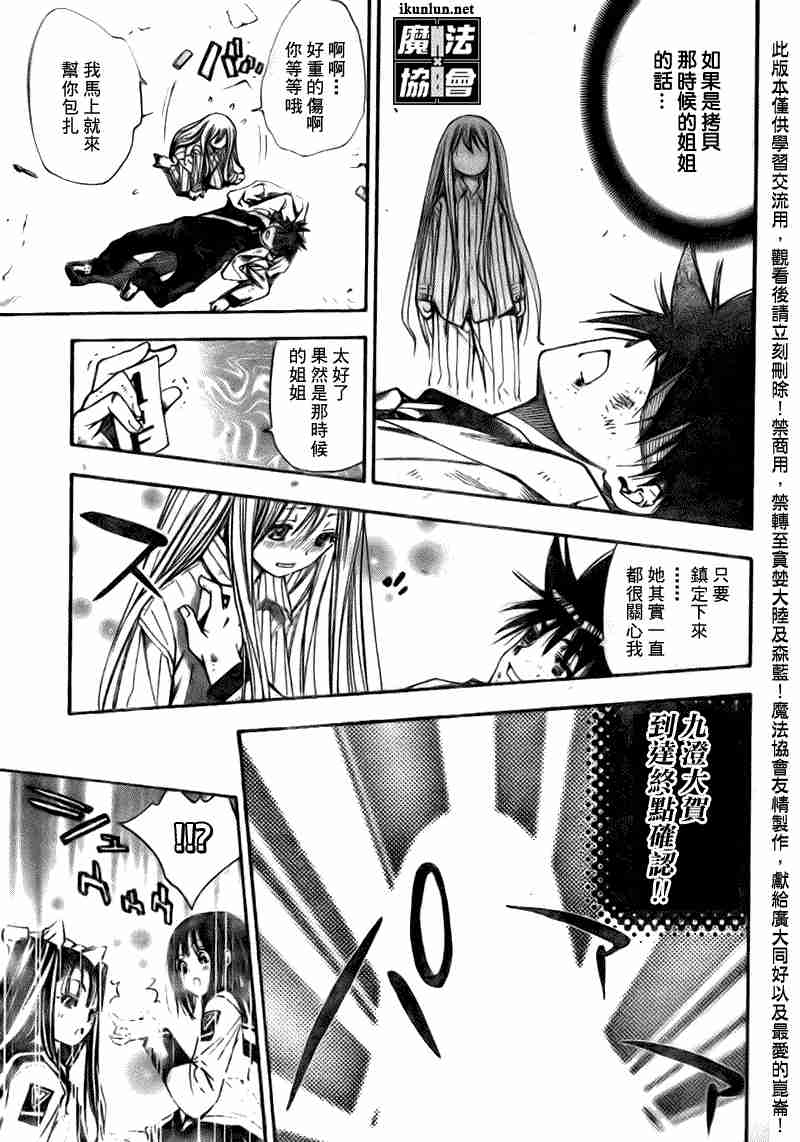 ikunlun.net
魔法
協會
如果是拷貝
那時候的姐姐
的話…
啊啊…
好重的傷啊
你等等哦
我馬上就來
幫你包扎
太好了
果然是那時候
的姐姐
只要
鎮定下來
……
她其實一直
都很關心我
九澄大賀
到達終點確認!!
!!?
此版本僅供學習交流用，觀看後請立刻刪除！禁商用，禁轉至貪婪大陸及森藍！魔法協會友情製作，獻給廣大同好以及最愛的崑崙！